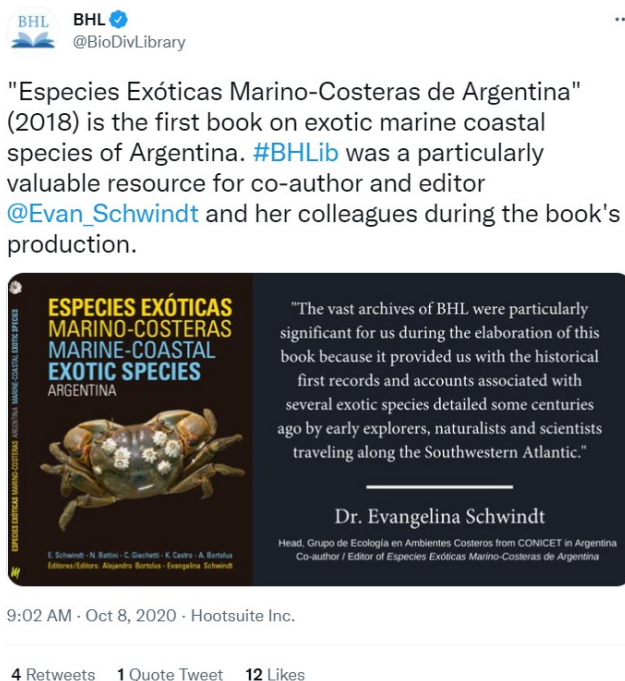 BHL
BHL
@BioDivLibrary
"Especies Exóticas Marino-Costeras de Argentina"
(2018) is the first book on exotic marine coastal
species of Argentina. #BHLib was a particularly
valuable resource for co-author and editor
@Evan_Schwindt and her colleagues during the book's
production.
ESPECIES EXÓTICAS MARINO-COSTERAS ARGENTINA MARINE-COASTAL EXOTIC SPECIES
ESPECIES EXÓTICAS
MARINO-COSTERAS
MARINE-COASTAL
EXOTIC SPECIES
ARGENTINA
E. Schwindt - N. Battini - C. Giachetti - K. Castro - A. Bortolus
Editores/Editors: Alejandro Bortolus - Evangelina Schwindt
"The vast archives of BHL were particularly
significant for us during the elaboration of this
book because it provided us with the historical
first records and accounts associated with
several exotic species detailed some centuries
ago by early explorers, naturalists and scientists
traveling along the Southwestern Atlantic."
Dr. Evangelina Schwindt
Head, Grupo de Ecología en Ambientes Costeros from CONICET in Argentina
Co-author / Editor of Especies Exóticas Marino-Costeras de Argentina
9:02 AM · Oct 8, 2020 · Hootsuite Inc.
4 Retweets 1 Quote Tweet 12 Likes